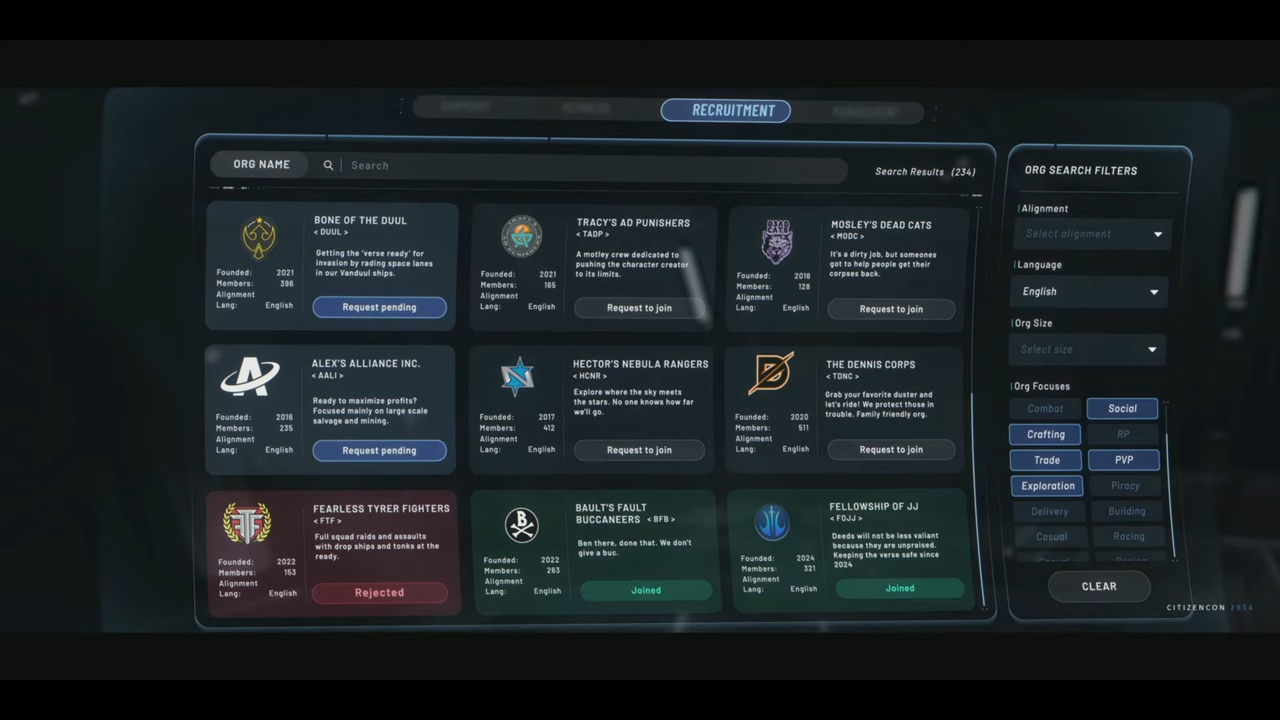 RECRUITMENT
ORG NAME
Search
Search Results (234)
BONE OF THE DUUL
< DUUL >
Getting the 'verse ready' for
invasion by rading space lanes
in our Vanduul ships.
Founded: 2021
Members: 396
Alignment
Lang: English
Request pending
TRACY'S AD PUNISHERS
< TADP >
A motley crew dedicated to
pushing the character creator
to its limits.
Founded: 2021
Members: 165
Alignment
Lang: English
Request to join
DEAD
CATS
MOSLEY'S DEAD CATS
< MODC >
It's a dirty job, but someones
got to help people get their
corpses back.
Founded: 2016
Members: 128
Alignment
Lang: English
Request to join
ALEX'S ALLIANCE INC.
< AALI >
Ready to maximize profits?
Focused mainly on large scale
salvage and mining.
Founded: 2016
Members: 235
Alignment
Lang: English
Request pending
HECTOR'S NEBULA RANGERS
< HCNR >
Explore where the sky meets
the stars. No one knows how far
we'll go.
Founded: 2017
Members: 412
Alignment
Lang: English
Request to join
THE DENNIS CORPS
< TDNC >
Grab your favorite duster and
let's ride! We protect those in
trouble. Family friendly org.
Founded: 2020
Members: 511
Alignment
Lang: English
Request to join
FTF
FEARLESS TYRER FIGHTERS
< FTF >
Full squad raids and assaults
with drop ships and tonks at the
ready.
Founded: 2022
Members: 153
Alignment
Lang: English
Rejected
B
BAULT'S FAULT
BUCCANEERS < BFB >
Ben there, done that. We don't
give a buc.
Founded: 2022
Members: 263
Alignment
Lang: English
Joined
FELLOWSHIP OF JJ
< FOJJ >
Deeds will not be less valiant
because they are unpraised.
Keeping the verse safe since
2024
Founded: 2024
Members: 321
Alignment
Lang: English
Joined
ORG SEARCH FILTERS
Alignment
Select alignment
Language
English
Org Size
Select size
Org Focuses
Combat Social
Crafting RP
Trade PVP
Exploration Piracy
Delivery Building
Casual Racing
CLEAR
CITIZENCON 2954